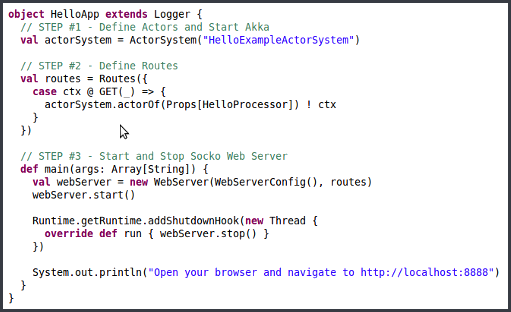 object HelloApp extends Logger {
  // STEP #1 - Define Actors and Start Akka
  val actorSystem = ActorSystem("HelloExampleActorSystem")

  // STEP #2 - Define Routes
  val routes = Routes({
    case ctx @ GET(_) => {
      actorSystem.actorOf(Props[HelloProcessor]) ! ctx
    }
  })

  // STEP #3 - Start and Stop Socko Web Server
  def main(args: Array[String]) {
    val webServer = new WebServer(WebServerConfig(), routes)
    webServer.start()

    Runtime.getRuntime.addShutdownHook(new Thread {
      override def run { webServer.stop() }
    })

    System.out.println("Open your browser and navigate to http://localhost:8888")
  }
}